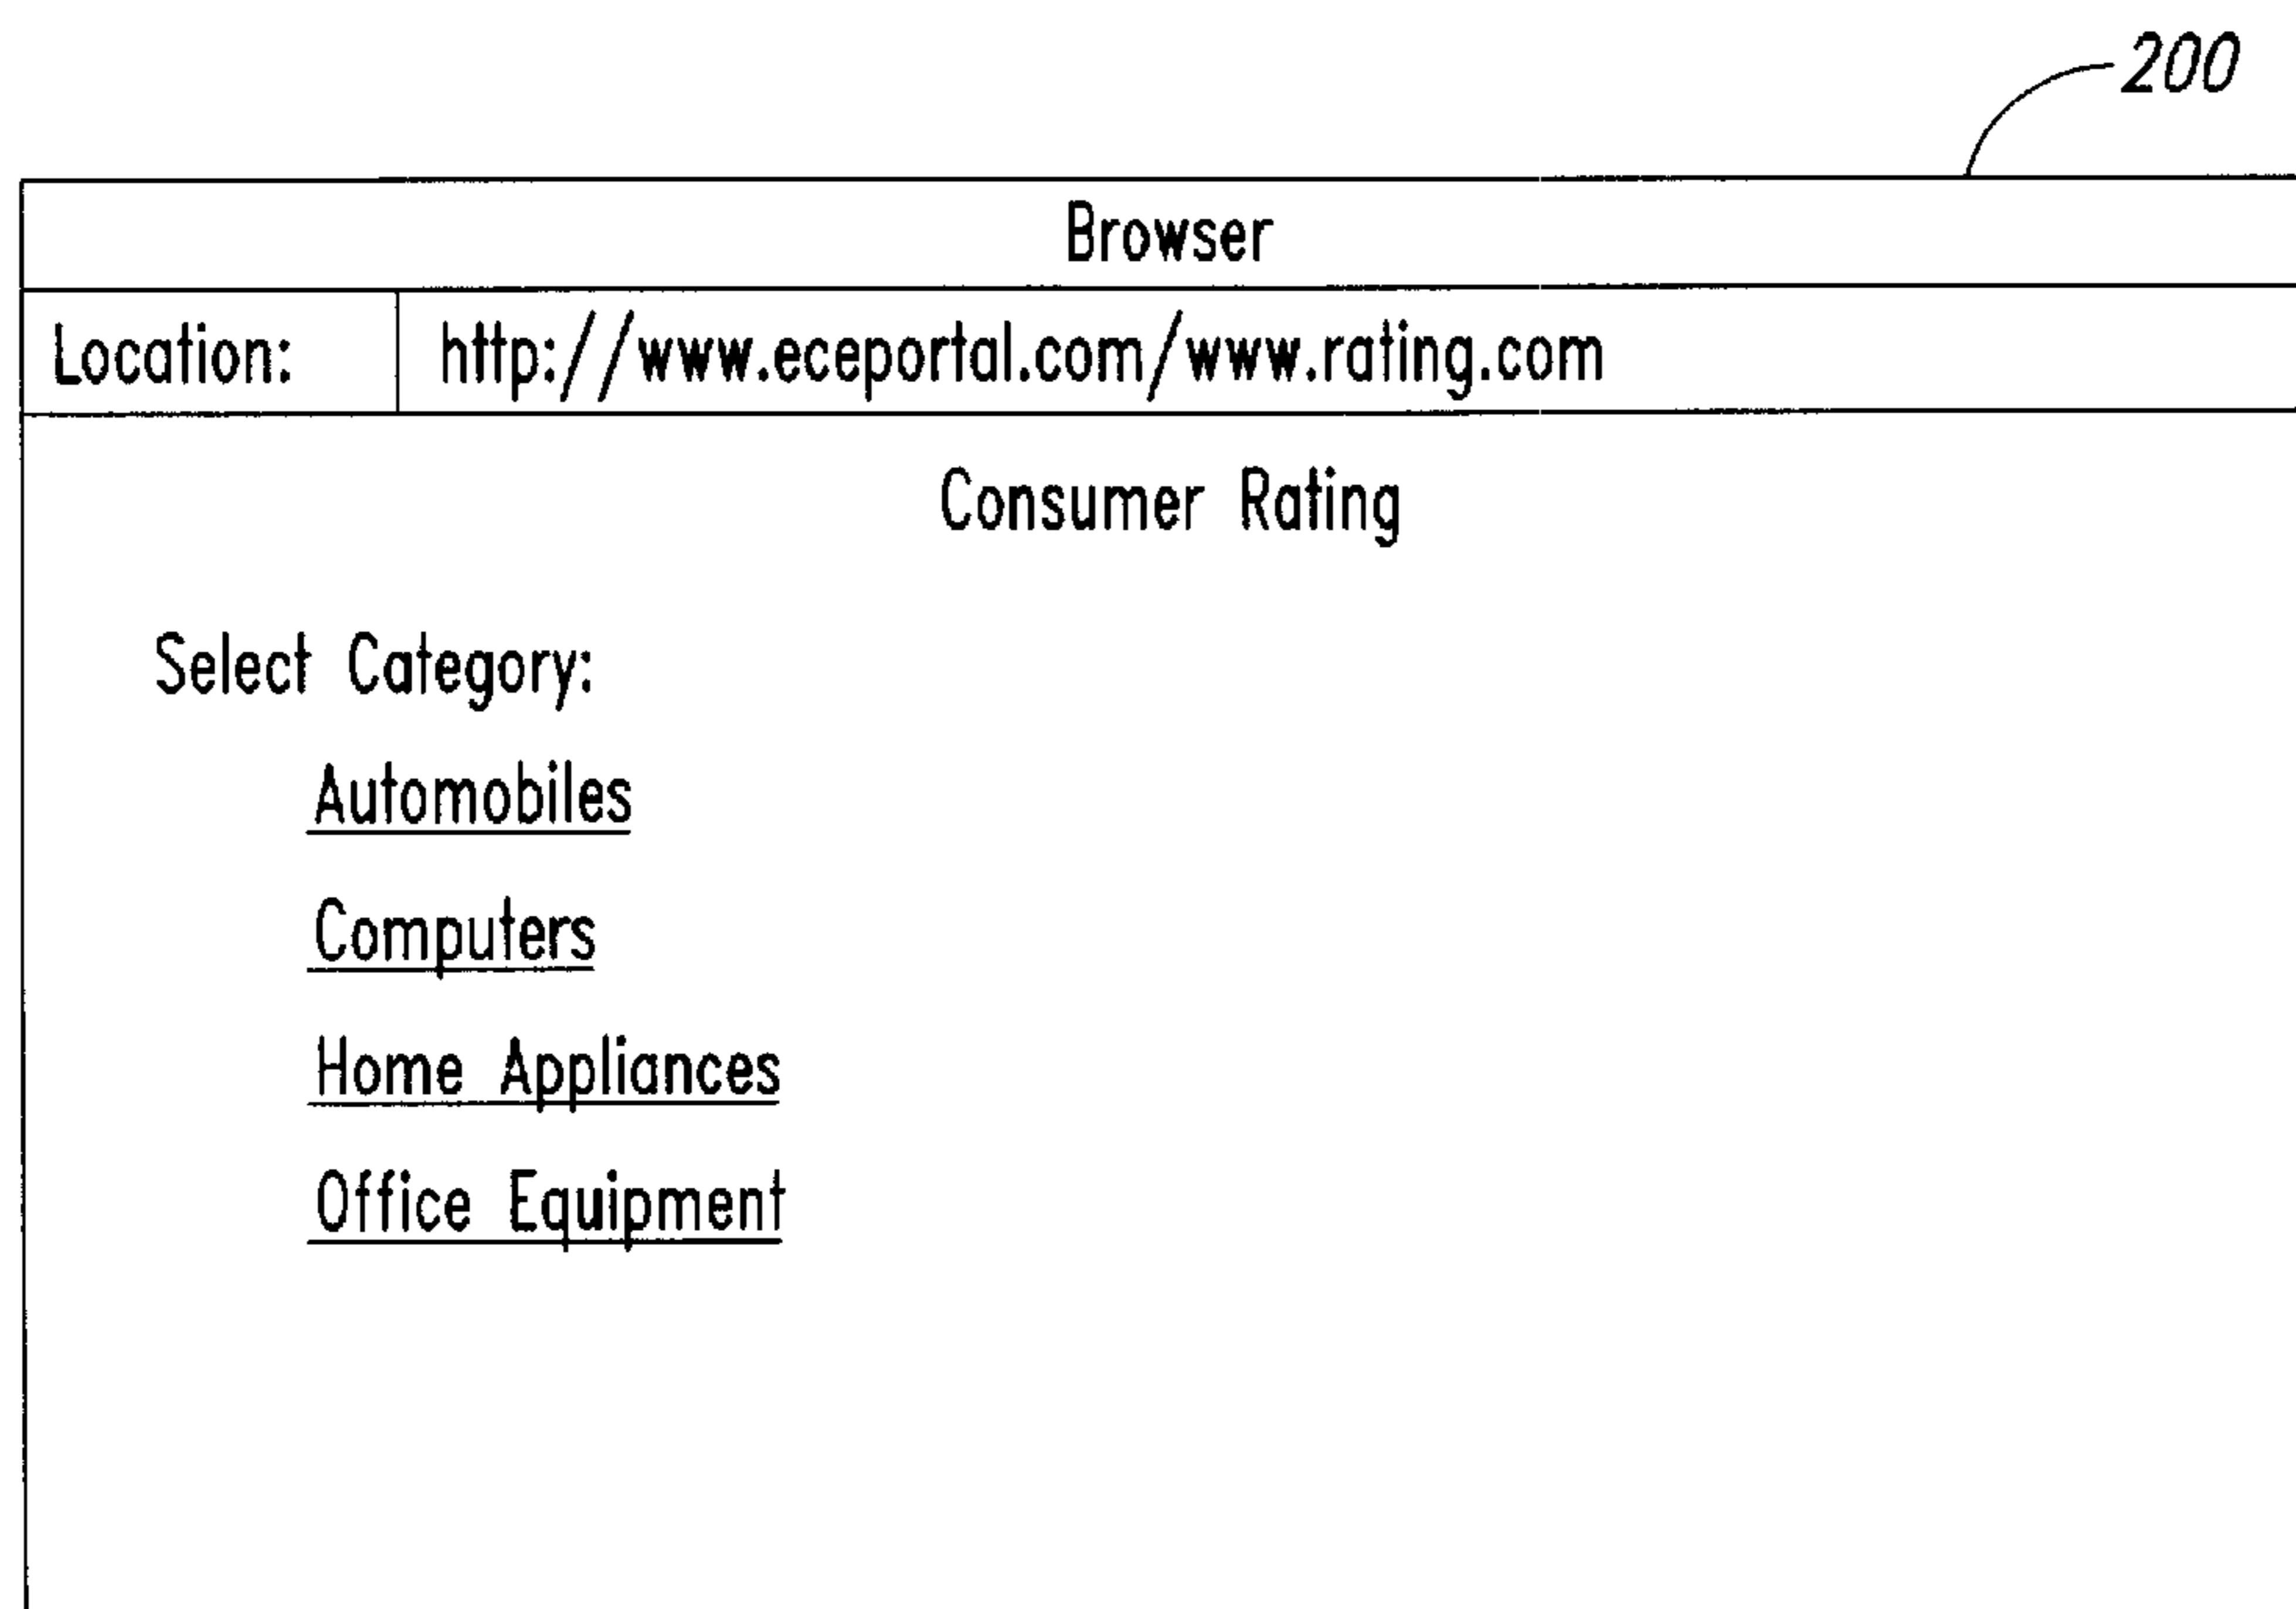 200
Browser
Location: http://www.eceportal.com/www.rating.com
Consumer Rating
Select Category:
Automobiles
Computers
Home Appliances
Office Equipment